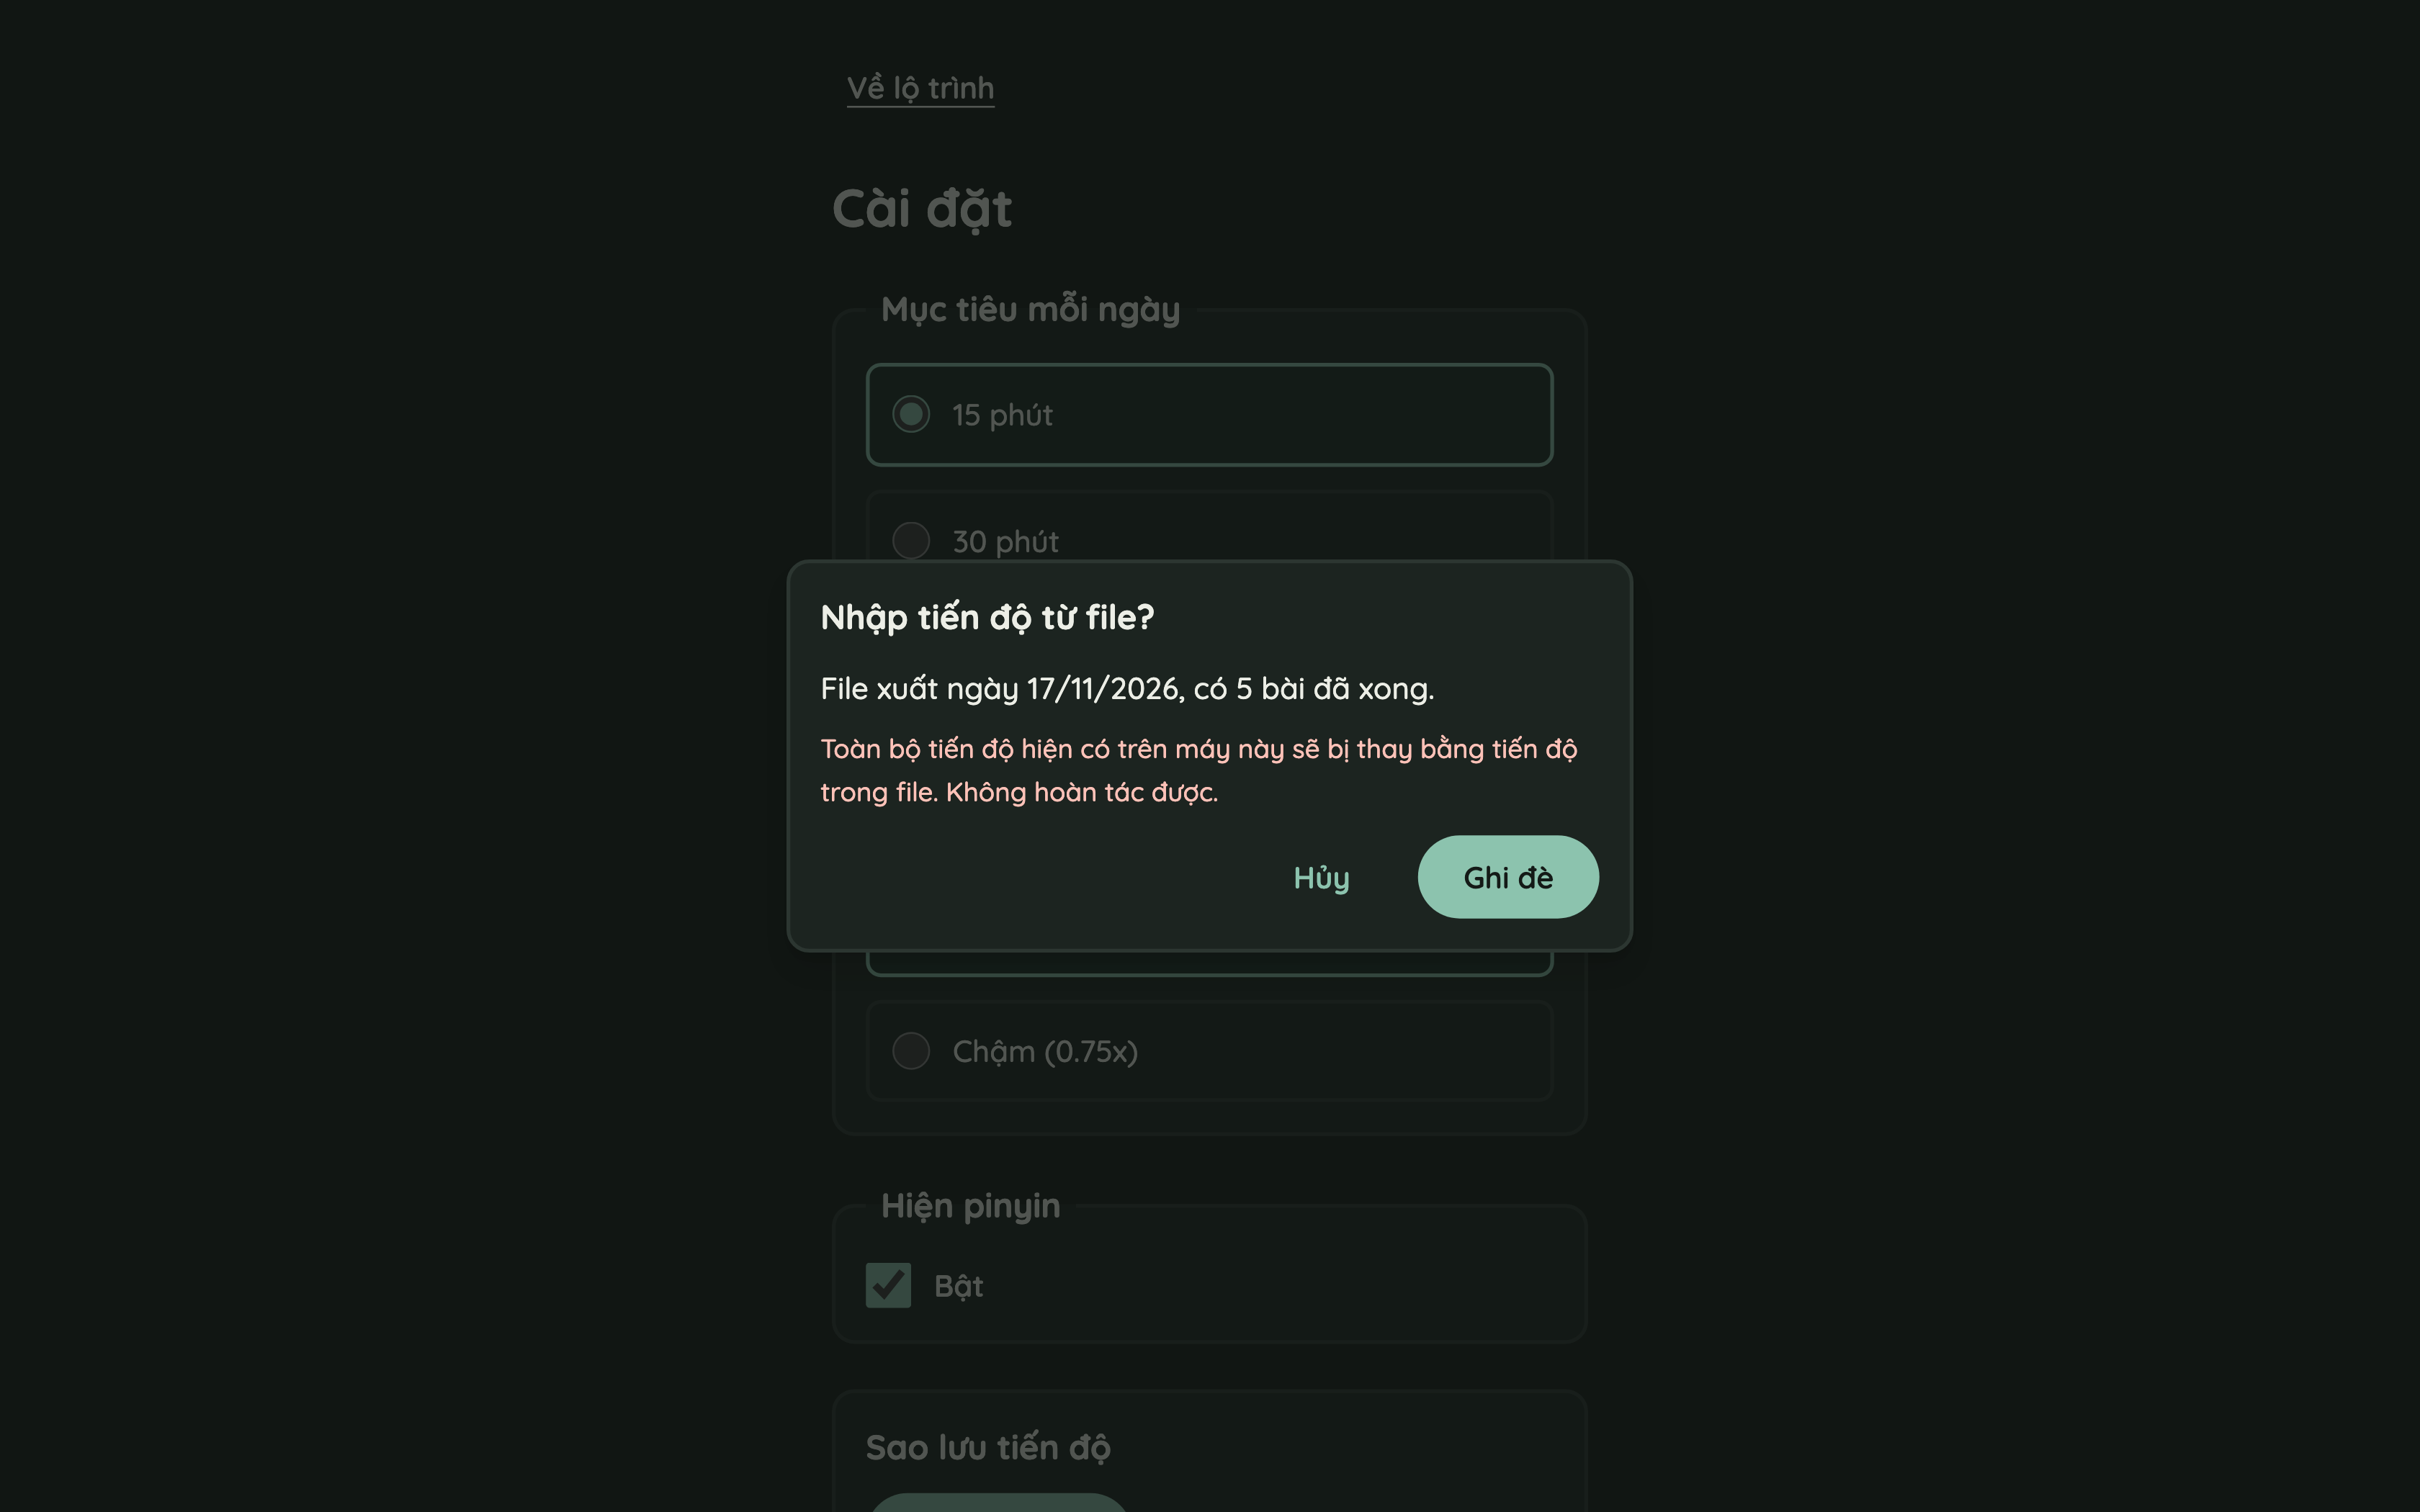 Về lộ trình
Cài đặt
Mục tiêu mỗi ngày
15 phút
30 phút
Nhập tiến độ từ file?
File xuất ngày 17/11/2026, có 5 bài đã xong.
Toàn bộ tiến độ hiện có trên máy này sẽ bị thay bằng tiến độ
trong file. Không hoàn tác được.
Hủy
Ghi đè
Chậm (0.75x)
Hiện pinyin
Bật
Sao lưu tiến độ